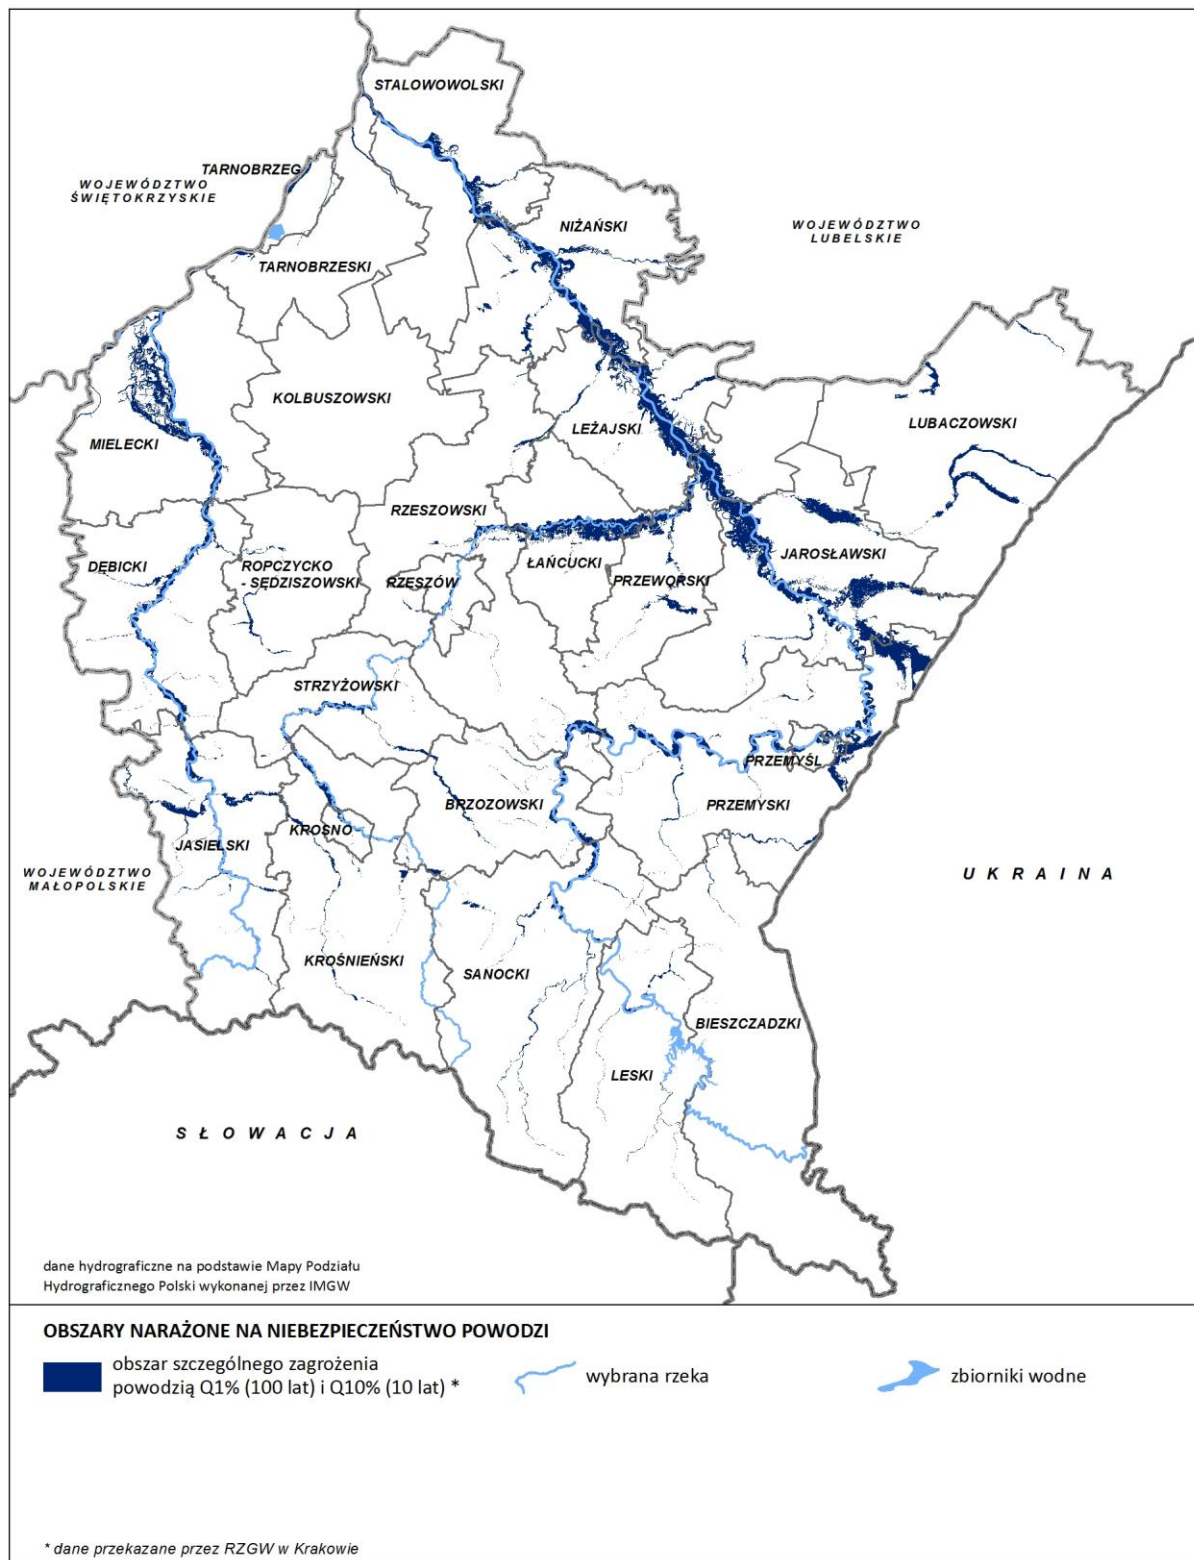 STALOWOWOLSKI
TARNOBRZEG
WOJEWÓDZTWO
ŚWIĘTOKRZYSKIE
NIŻAŃSKI
WOJEWÓDZTWO
LUBELSKIE
TARNOBRZESKI
KOLBUSZOWSKI
LEŻAJSKI
LUBACZOWSKI
MIELECKI
RZESZOWSKI
JAROSŁAWSKI
DĘBICKI
ROPCZYCKO
- SĘDZISZOWSKI
RZESZÓW
ŁAŃCUCKI
PRZEWORSKI
STRZYŻOWSKI
PRZEMYŚL
BRZOZOWSKI
PRZEMYSKI
KROSNO
JASIELSKI
WOJEWÓDZTWO
MAŁOPOLSKIE
UKRAINA
KROŚNIEŃSKI
SANOCKI
BIESZCZADZKI
LESKI
SŁOWACJA
dane hydrograficzne na podstawie Mapy Podziału
Hydrograficznego Polski wykonanej przez IMGW
OBSZARY NARAŻONE NA NIEBEZPIECZEŃSTWO POWODZI
obszar szczególnego zagrożenia
powodzią Q1% (100 lat) i Q10% (10 lat) *
wybrana rzeka
zbiorniki wodne
* dane przekazane przez RZGW w Krakowie